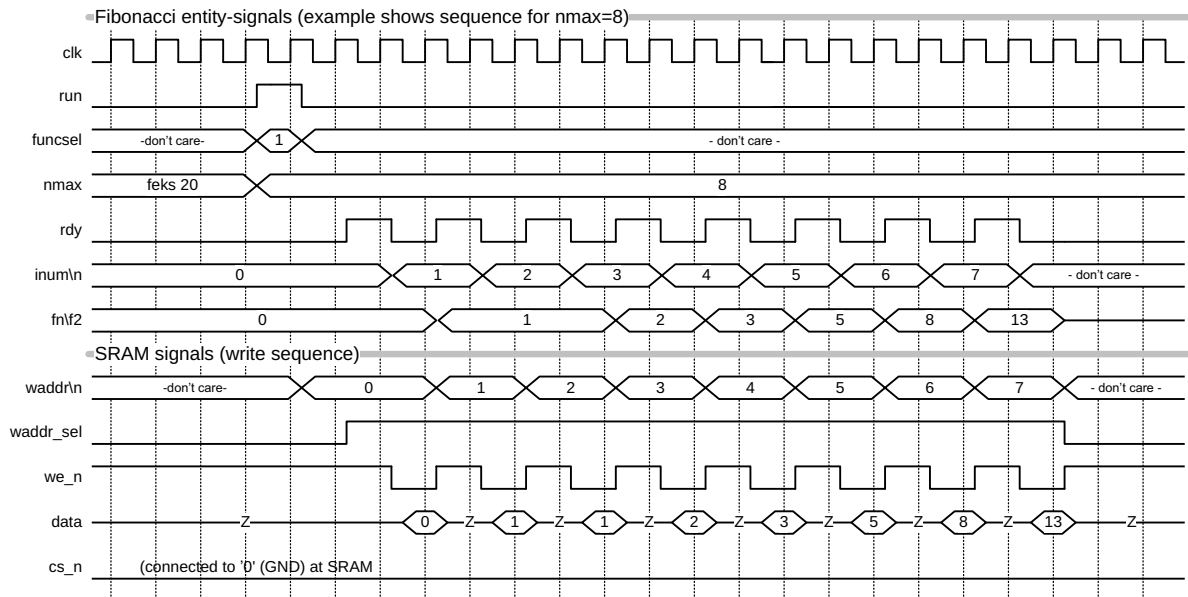 Fibonacci entity-signals (example shows sequence for nmax=8)
clk
run
funcsel -don't care- 1 - don't care -
nmax feks 20 8
rdy
inum\n 0 1 2 3 4 5 6 7 - don't care -
fn\f2 0 1 2 3 5 8 13
SRAM signals (write sequence)
waddr\n -don't care- 0 1 2 3 4 5 6 7 - don't care -
waddr_sel
we_n
data Z 0 Z 1 Z 1 Z 2 Z 3 Z 5 Z 8 Z 13 Z
cs_n (connected to '0' (GND) at SRAM